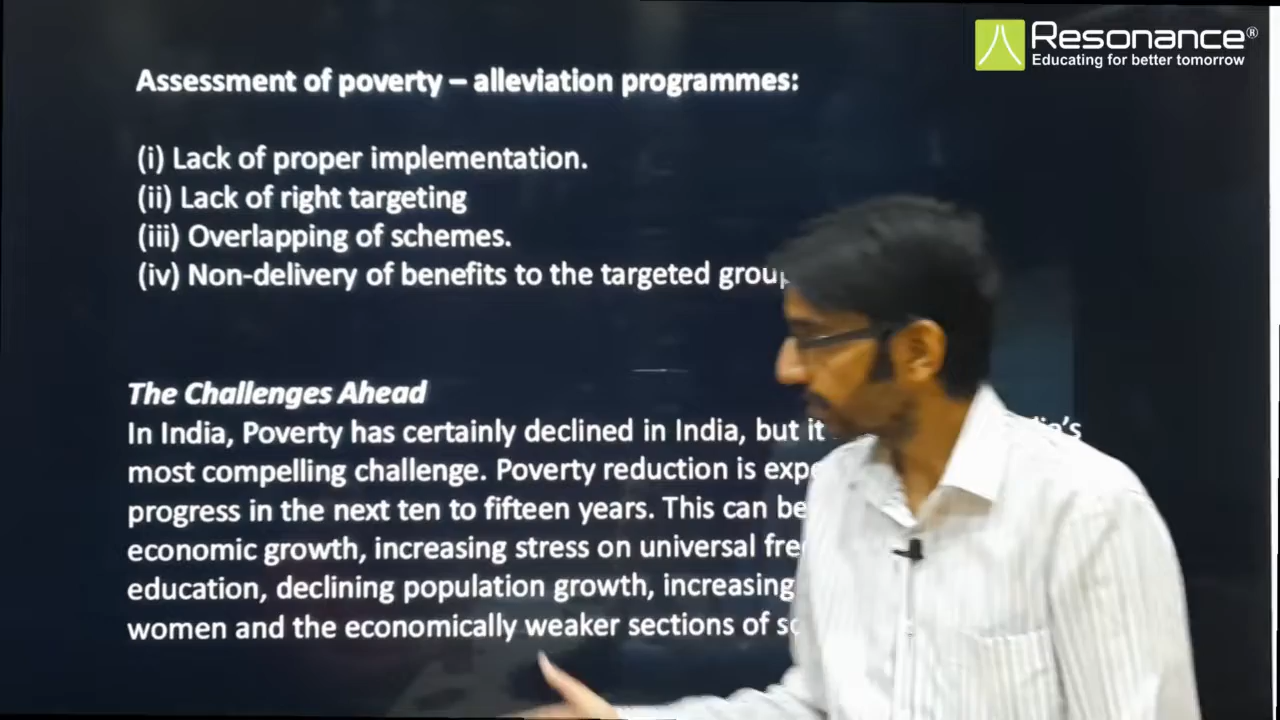 Resonance®
Educating for better tomorrow
Assessment of poverty – alleviation programmes:
(i) Lack of proper implementation.
(ii) Lack of right targeting
(iii) Overlapping of schemes.
(iv) Non-delivery of benefits to the targeted
The Challenges Ahead
In India, Poverty has certainly declined in India, but it
most compelling challenge. Poverty reduction is
progress in the next ten to fifteen years. This can be
economic growth, increasing stress on universal
education, declining population growth, increasing
women and the economically weaker sections of